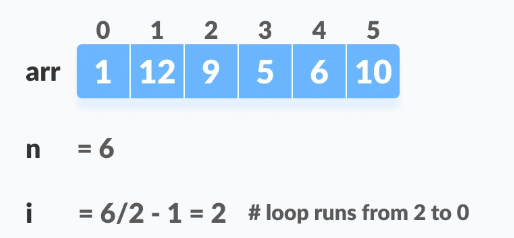 0 1 2 3 4 5
arr 1 12 9 5 6 10
n = 6
i = 6/2 - 1 = 2 # loop runs from 2 to 0